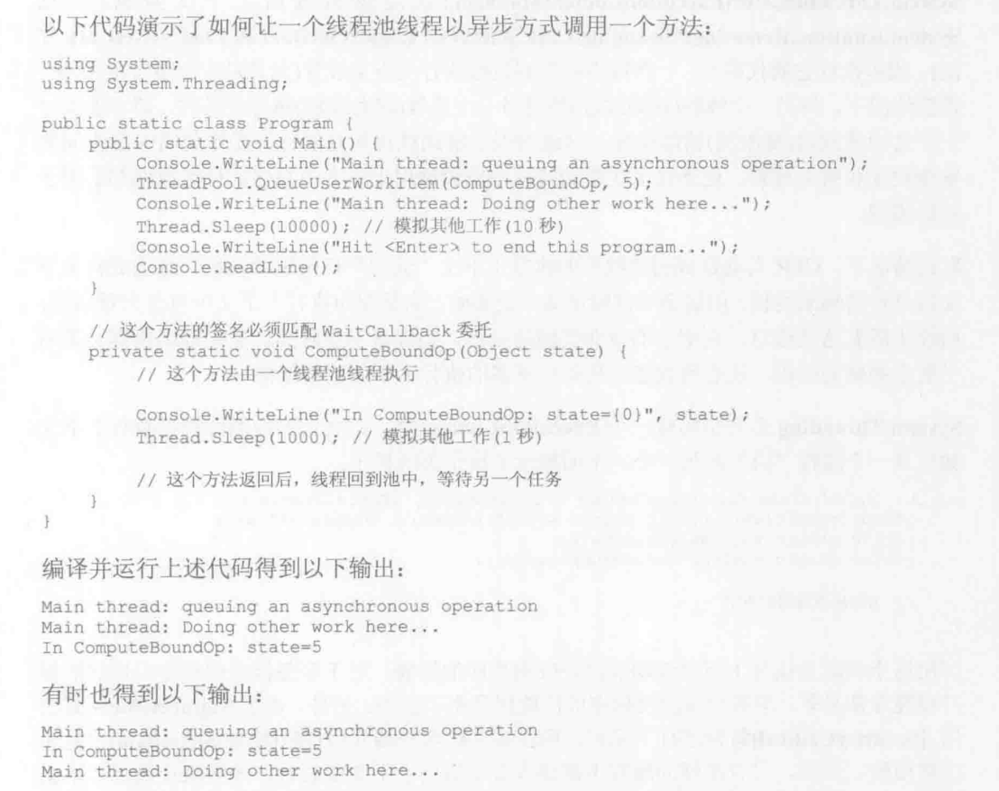 以下代码演示了如何让一个线程池线程以异步方式调用一个方法：
using System;
using System.Threading;
public static class Program {
    public static void Main() {
        Console.WriteLine("Main thread: queuing an asynchronous operation");
        ThreadPool.QueueUserWorkItem(ComputeBoundOp, 5);
        Console.WriteLine("Main thread: Doing other work here...");
        Thread.Sleep(10000); // 模拟其他工作(10 秒)
        Console.WriteLine("Hit <Enter> to end this program...");
        Console.ReadLine();
    }
    // 这个方法的签名必须匹配 WaitCallback 委托
    private static void ComputeBoundOp(Object state) {
        // 这个方法由一个线程池线程执行
        Console.WriteLine("In ComputeBoundOp: state={0}", state);
        Thread.Sleep(1000); // 模拟其他工作(1 秒)
        // 这个方法返回后，线程回到池中，等待另一个任务
    }
}
编译并运行上述代码得到以下输出：
Main thread: queuing an asynchronous operation
Main thread: Doing other work here...
In ComputeBoundOp: state=5
有时也得到以下输出：
Main thread: queuing an asynchronous operation
In ComputeBoundOp: state=5
Main thread: Doing other work here...